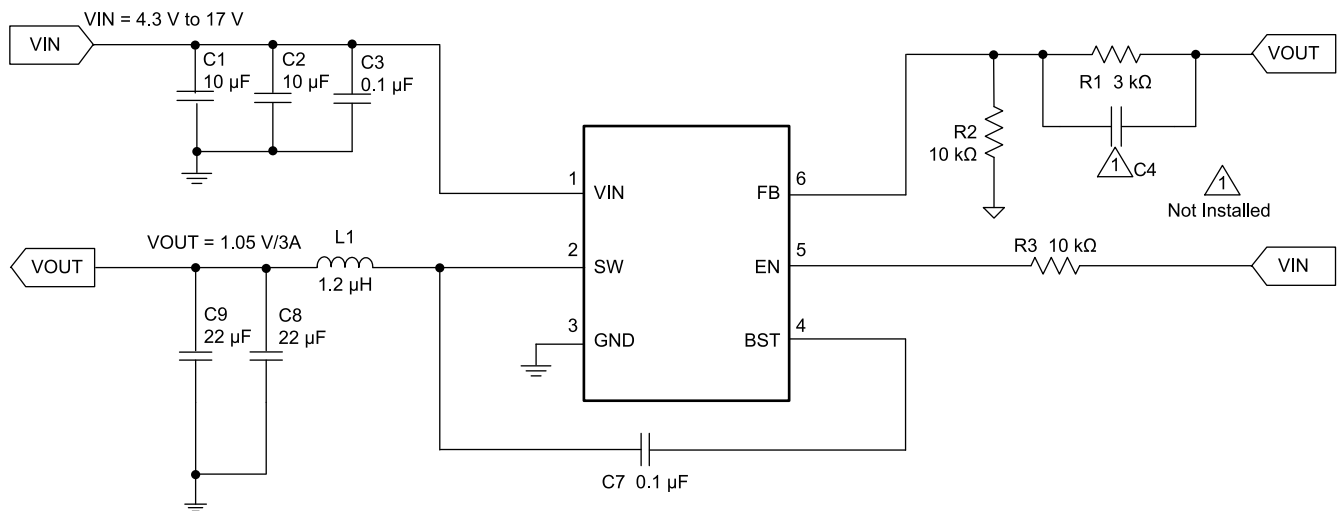 VIN = 4.3 V to 17 V
VIN
C1
10 µF
C2
10 µF
C3
0.1 µF
VOUT
R1 3 kΩ
R2
10 kΩ
1
C4
1
Not Installed
1
VIN
6
FB
VOUT = 1.05 V/3A
L1
1.2 µH
VOUT
2
SW
5
EN
R3 10 kΩ
VIN
C9
22 µF
C8
22 µF
3
GND
4
BST
C7 0.1 µF